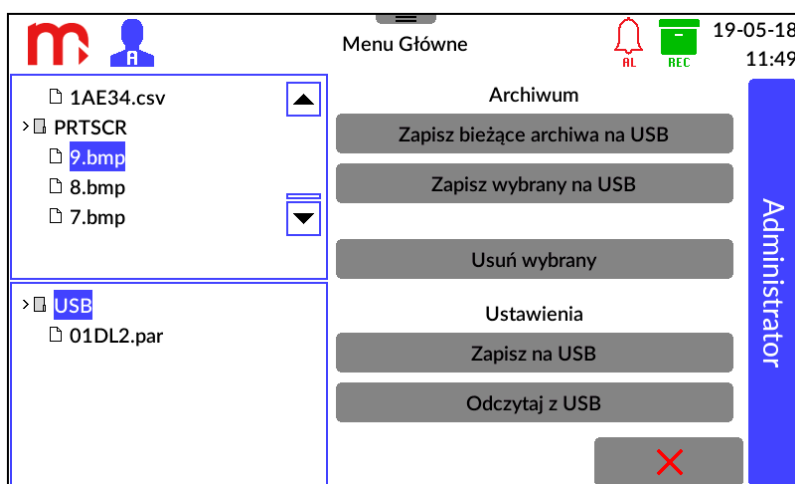 Menu Główne
A
AL
REC
19-05-18
11:49
1AE34.csv
PRTSCR
9.bmp
8.bmp
7.bmp
USB
01DL2.par
Archiwum
Zapisz bieżące archiwa na USB
Zapisz wybrany na USB
Usuń wybrany
Ustawienia
Zapisz na USB
Odczytaj z USB
Administrator